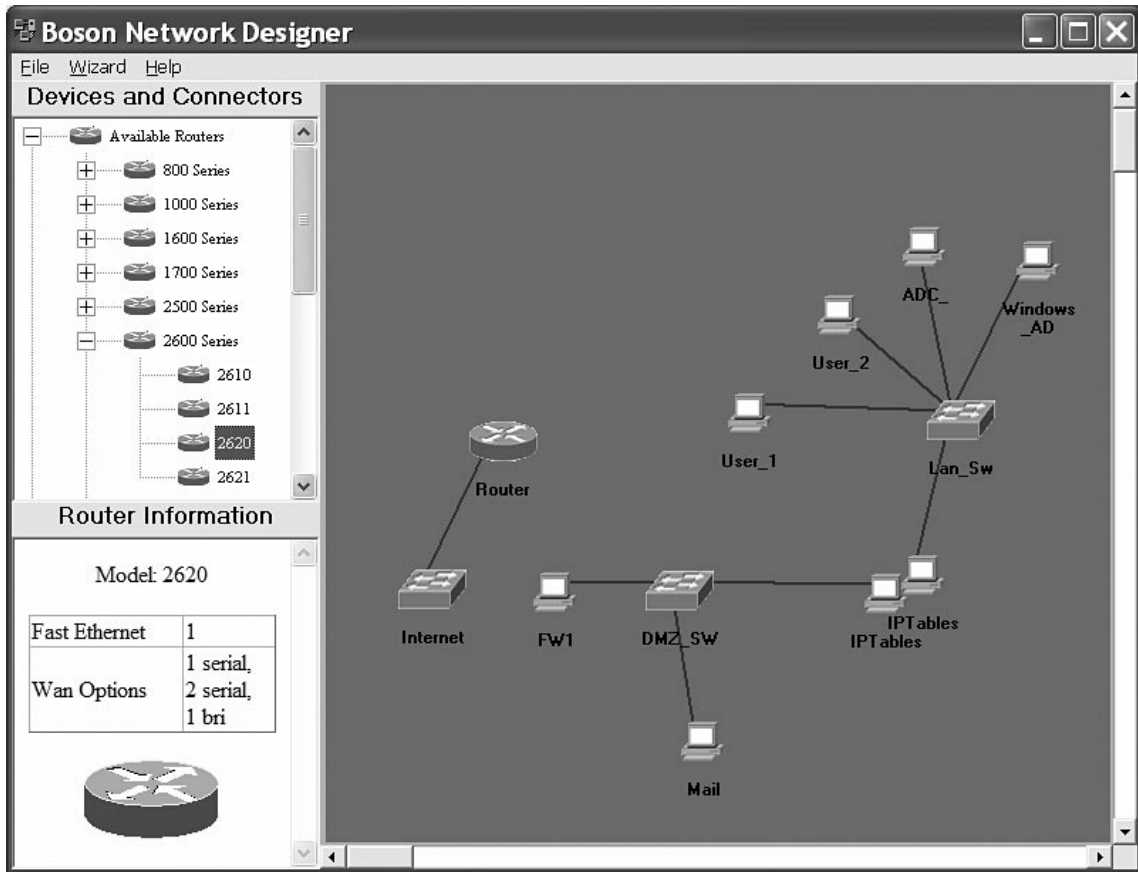 Boson Network Designer
File Wizard Help
Devices and Connectors
Available Routers
800 Series
1000 Series
1600 Series
1700 Series
2500 Series
2600 Series
2610
2611
2620
2621
Router Information
Model: 2620
Fast Ethernet 1
Wan Options 1 serial,
2 serial,
1 bri
ADC_
Windows
_AD
User_2
User_1
Lan_Sw
Router
Internet
FW1
DMZ_SW
IPTables
IPTables
Mail